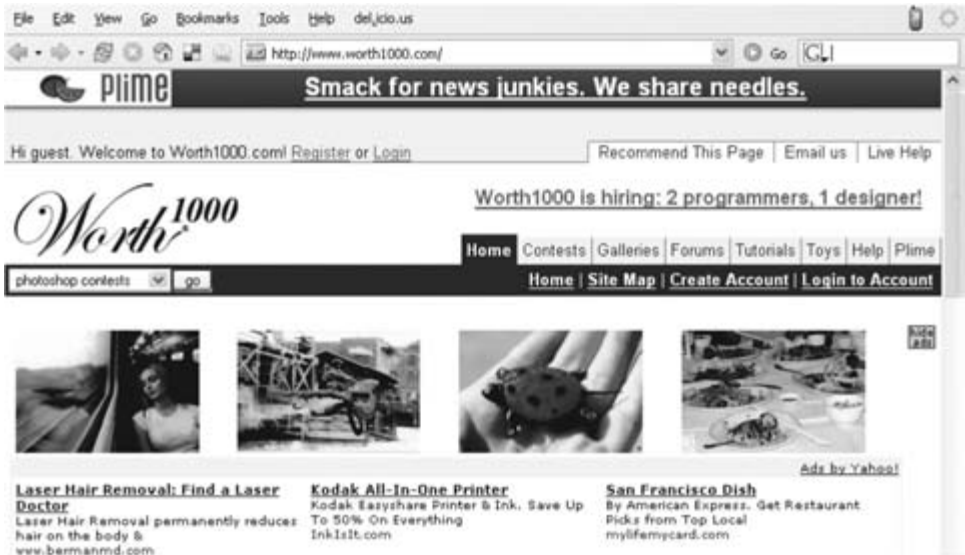 File Edit View Go Bookmarks Tools Help del.icio.us
http://www.worth1000.com/ Go
Plime Smack for news junkies. We share needles.
Hi guest. Welcome to Worth1000.com! Register or Login
Recommend This Page Email us Live Help
Worth1000
Worth1000 is hiring: 2 programmers, 1 designer!
Home Contests Galleries Forums Tutorials Toys Help Plime
photoshop contests go
Home | Site Map | Create Account | Login to Account
hide ads
Ads by Yahoo!
Laser Hair Removal: Find a Laser
Doctor
Laser Hair Removal permanently reduces
hair on the body &
www.bermanmd.com
Kodak All-In-One Printer
Kodak Easyshare Printer & Ink. Save Up
To 50% On Everything
InkIsIt.com
San Francisco Dish
By American Express. Get Restaurant
Picks from Top Local
mylifemycard.com